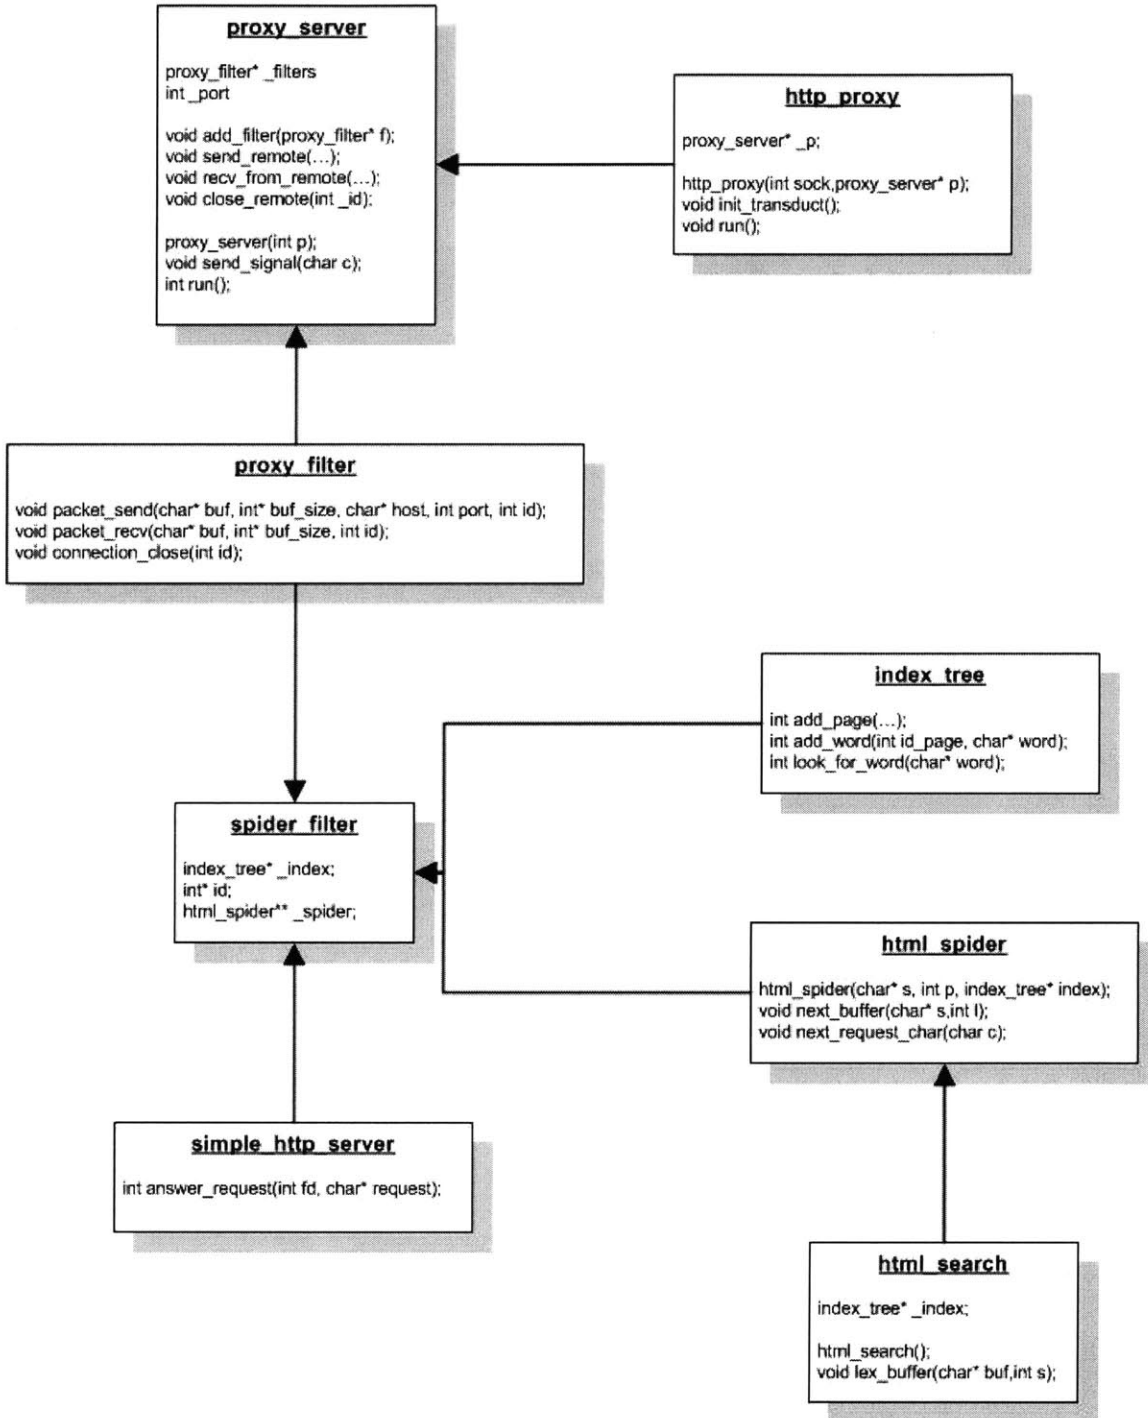 proxy_server
proxy_filter* _filters
int _port
void add_filter(proxy_filter* f);
void send_remote(...);
void recv_from_remote(...);
void close_remote(int _id);
proxy_server(int p);
void send_signal(char c);
int run();
http_proxy
proxy_server* _p;
http_proxy(int sock,proxy_server* p);
void init_transduct();
void run();
proxy_filter
void packet_send(char* buf, int* buf_size, char* host, int port, int id);
void packet_recv(char* buf, int* buf_size, int id);
void connection_close(int id);
index_tree
int add_page(...);
int add_word(int id_page, char* word);
int look_for_word(char* word);
spider_filter
index_tree* _index;
int* id;
html_spider** _spider;
html_spider
html_spider(char* s, int p, index_tree* index);
void next_buffer(char* s,int l);
void next_request_char(char c);
simple_http_server
int answer_request(int fd, char* request);
html_search
index_tree* _index;
html_search();
void lex_buffer(char* buf,int s);